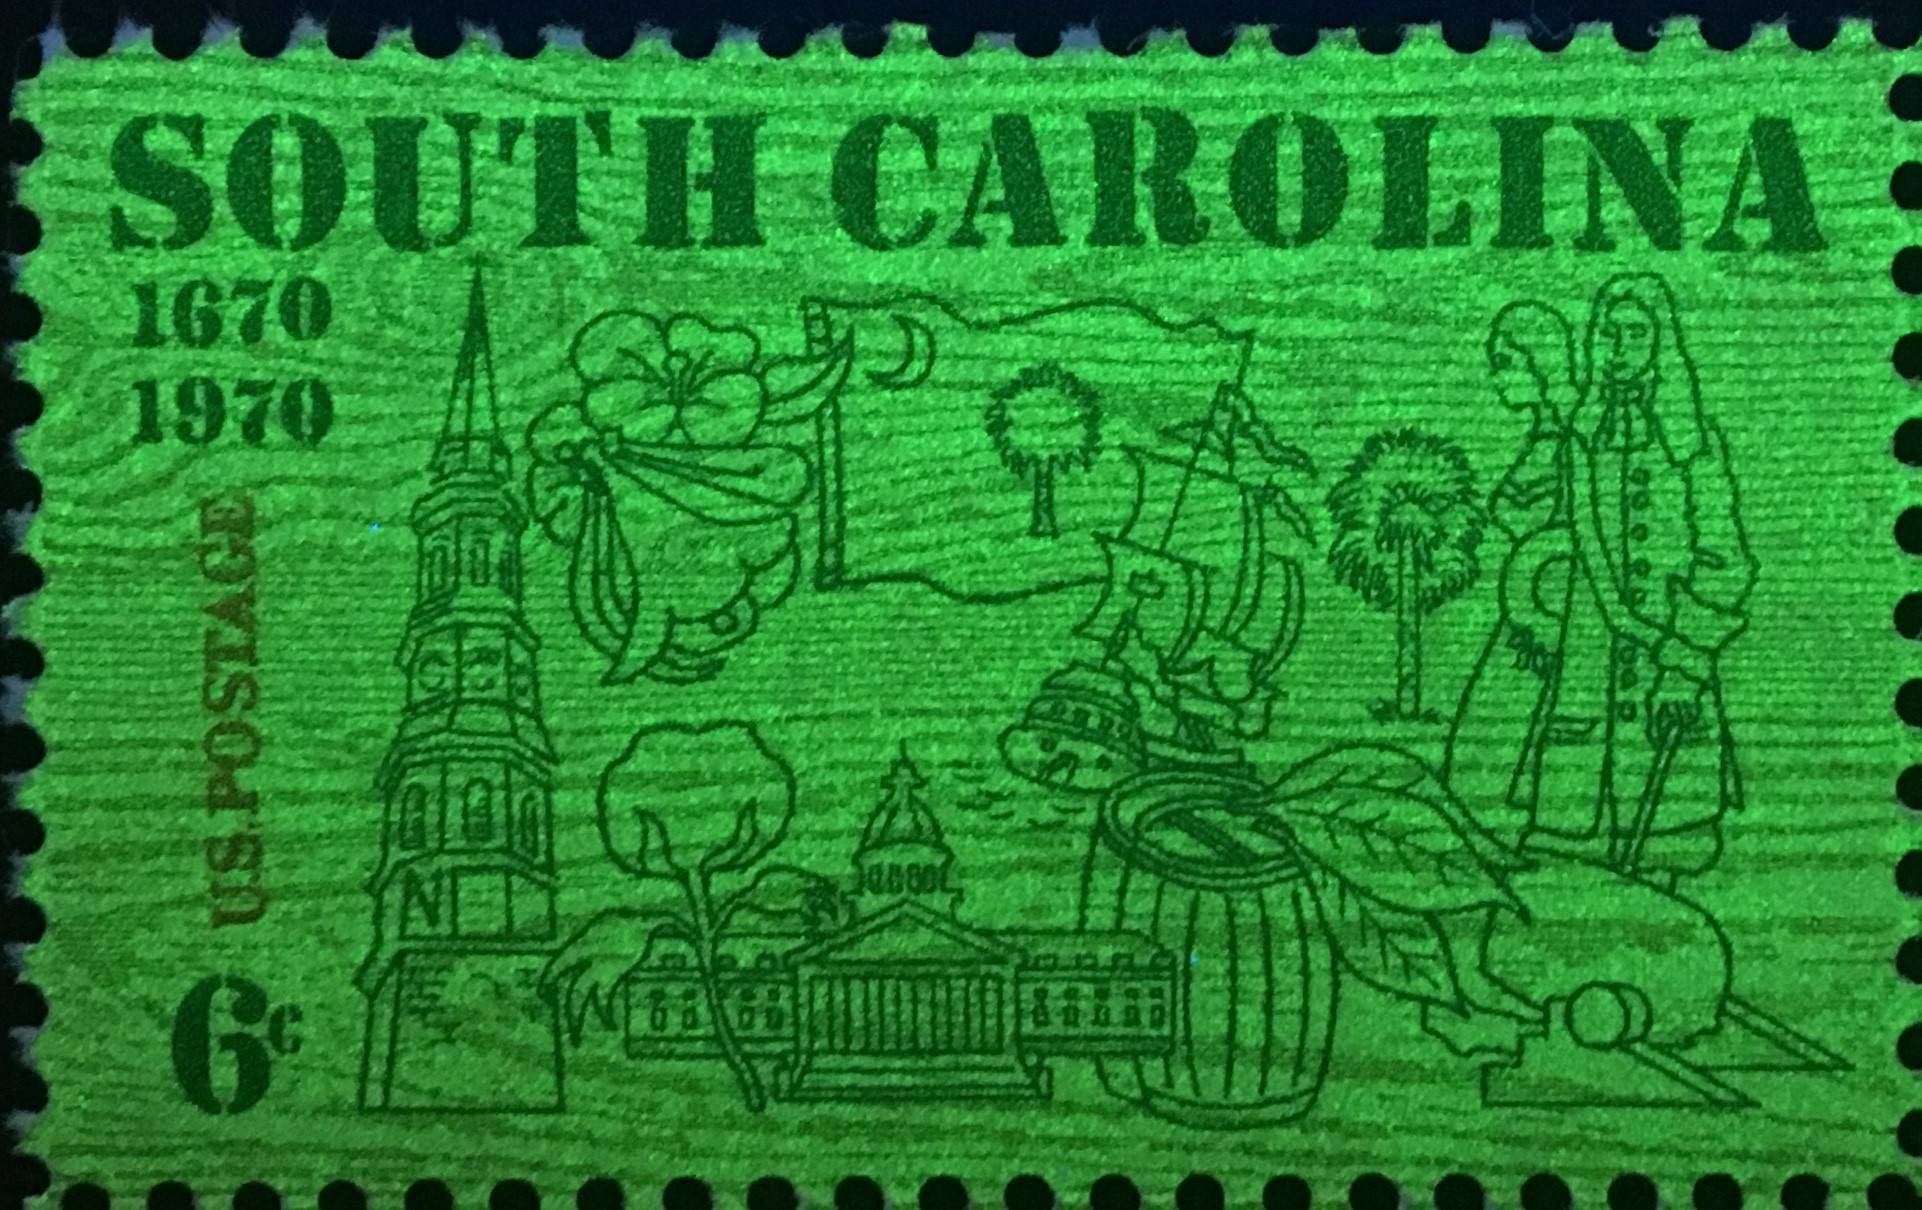 SOUTH CAROLINA
1670
1970
U.S. POSTAGE
6c